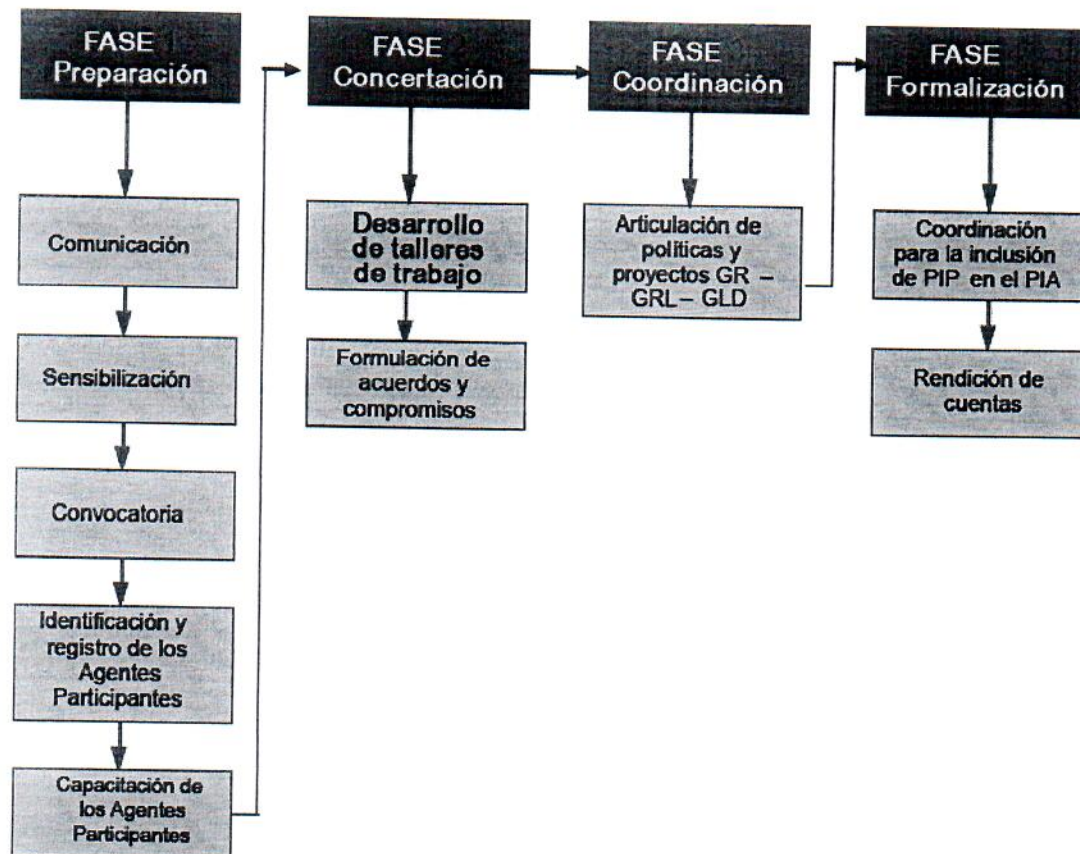 FASE
Preparación
Comunicación
Sensibilización
Convocatoria
Identificación y
registro de los
Agentes
Participantes
Capacitación de
los Agentes
Participantes
FASE
Concertación
Desarrollo
de talleres
de trabajo
Formulación de
acuerdos y
compromisos
FASE
Coordinación
Articulación de
políticas y
proyectos GR –
GRL – GLD
FASE
Formalización
Coordinación
para la inclusión
de PIP en el PIA
Rendición de
cuentas